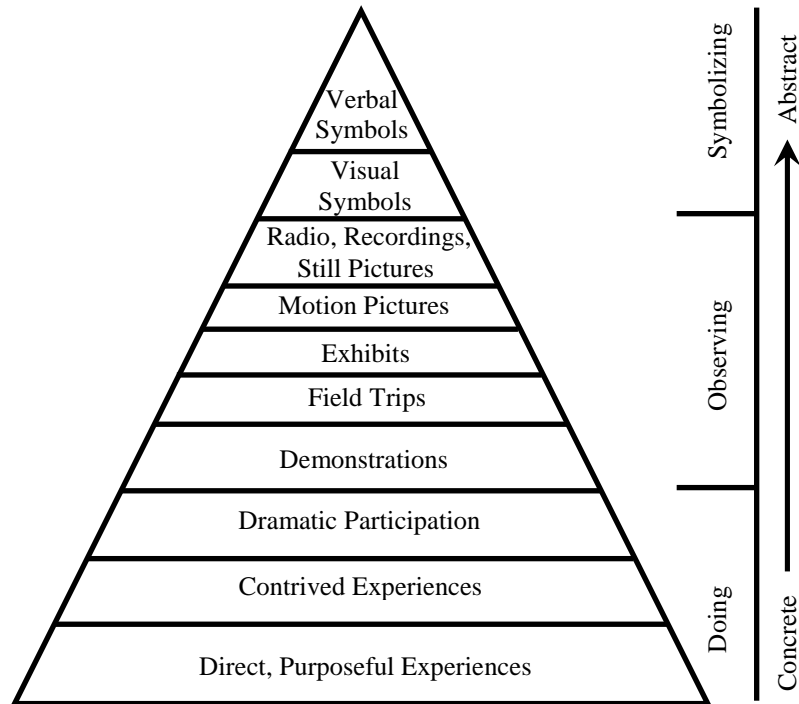 Verbal
Symbols
Visual
Symbols
Radio, Recordings,
Still Pictures
Motion Pictures
Exhibits
Field Trips
Demonstrations
Dramatic Participation
Contrived Experiences
Direct, Purposeful Experiences
Symbolizing
Observing
Doing
Abstract
Concrete